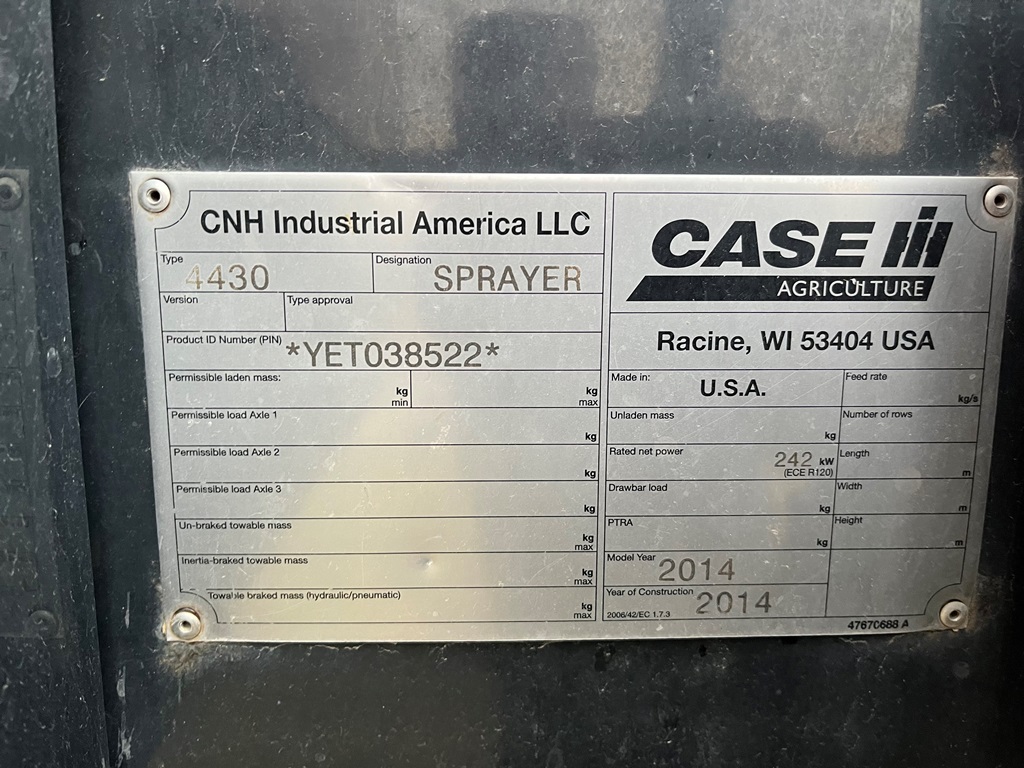 CNH Industrial America LLC
Type
4430
Designation
SPRAYER
Version
Type approval
Product ID Number (PIN)
*YET038522*
Permissible laden mass:
kg
min
kg
max
Permissible load Axle 1
kg
Permissible load Axle 2
kg
Permissible load Axle 3
kg
Un-braked towable mass
kg
max
Inertia-braked towable mass
kg
max
Towable braked mass (hydraulic/pneumatic)
kg
max
CASE IH
AGRICULTURE
Racine, WI 53404 USA
Made in:
U.S.A.
Feed rate
kg/s
Unladen mass
kg
Number of rows
Rated net power
242 kW
(ECE R120)
Length
m
Drawbar load
kg
Width
m
PTRA
kg
Height
m
Model Year
2014
Year of Construction
2014
2006/42/EC 1.7.3
47670688 A